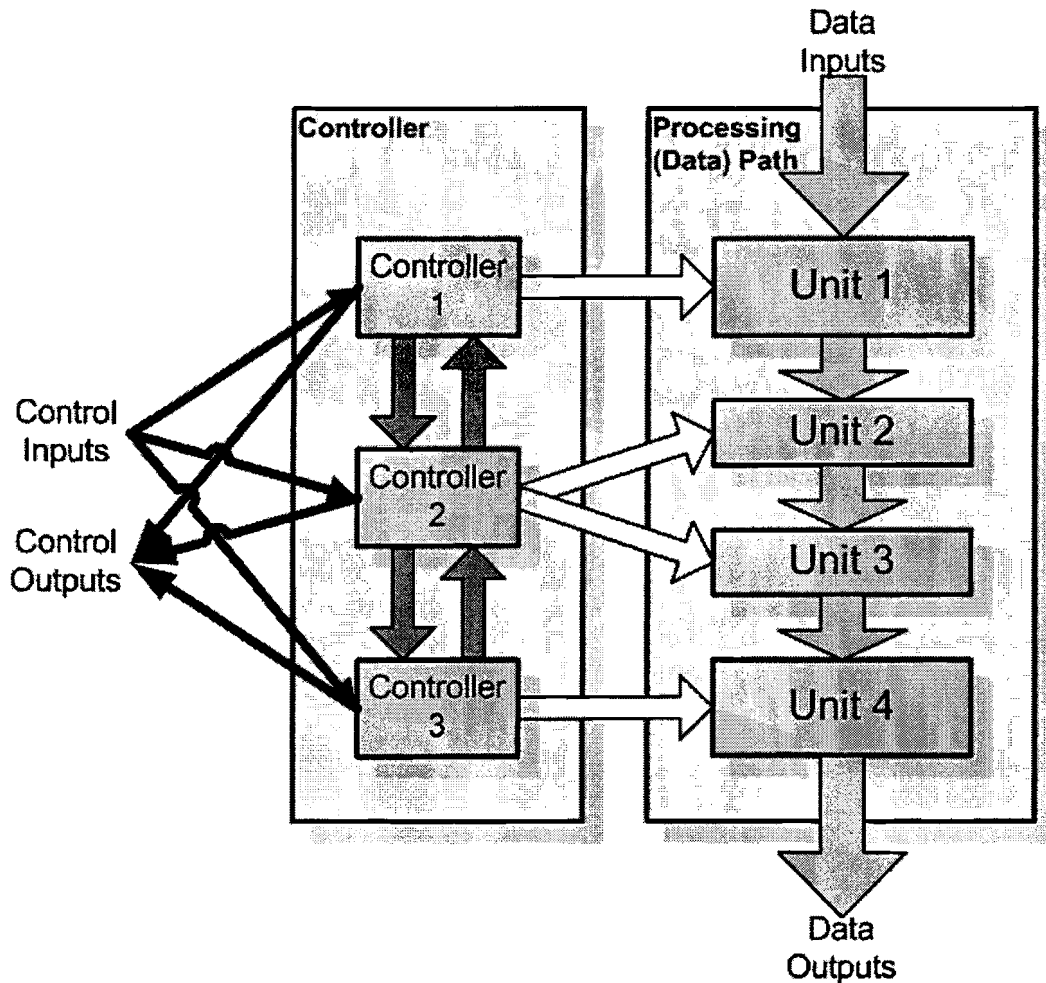 Data
Inputs
Controller
Processing
(Data) Path
Controller
1
Unit 1
Control
Inputs
Unit 2
Controller
2
Control
Outputs
Unit 3
Controller
3
Unit 4
Data
Outputs